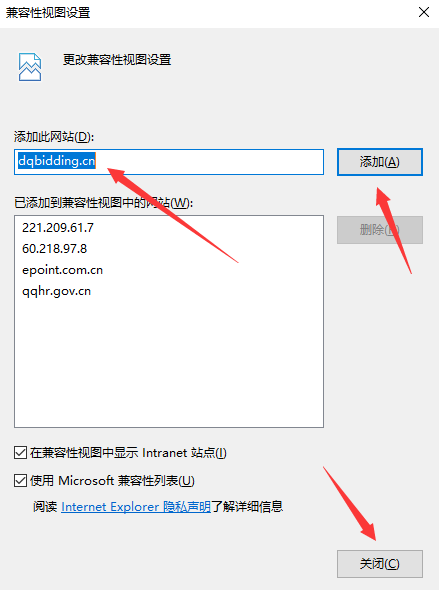 兼容性视图设置
更改兼容性视图设置
添加此网站(D):
dqbidding.cn
添加(A)
已添加到兼容性视图中的网站(W):
221.209.61.7
删除(R)
60.218.97.8
epoint.com.cn
qqhr.gov.cn
在兼容性视图中显示 Intranet 站点(I)
使用 Microsoft 兼容性列表(U)
阅读 Internet Explorer 隐私声明了解详细信息
关闭(C)